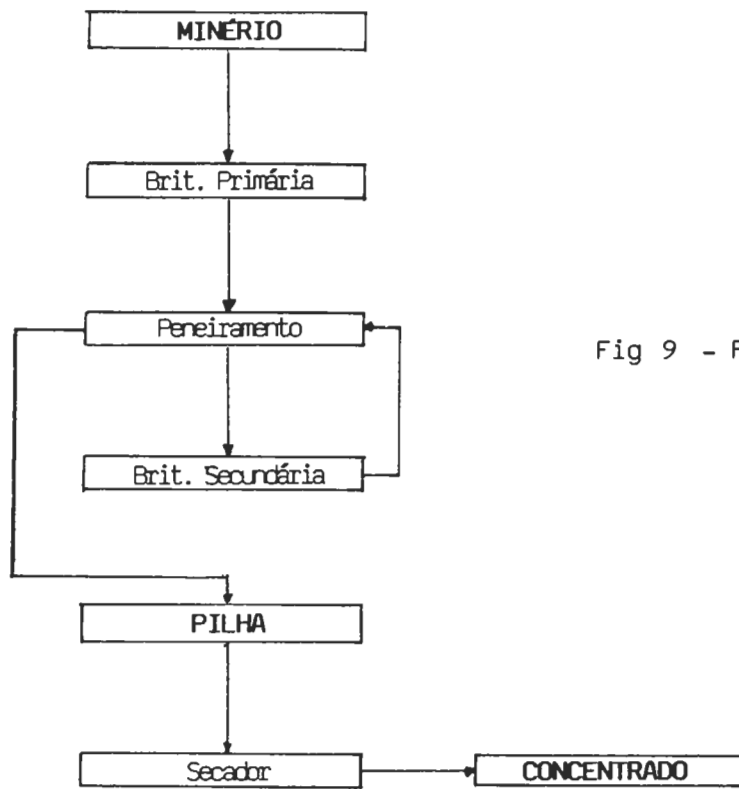 MINÉRIO
Brit. Primária
Peneiramento
Fig 9 -
Brit. Secundária
PILHA
Secador
CONCENTRADO